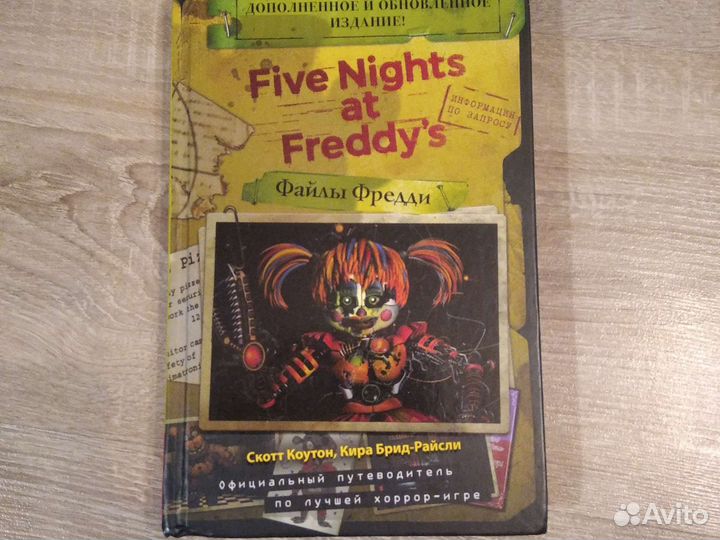 ДОПОЛНЕННОЕ И ОБНОВЛЕННОЕ
ИЗДАНИЕ!
Five Nights
at
Freddy's
ИНФОРМАЦИЯ
ПО ЗАПРОСУ
Файлы Фредди
Скотт Коутон, Кира Брид-Райсли
Официальный путеводитель
по лучшей хоррор-игре
Avito